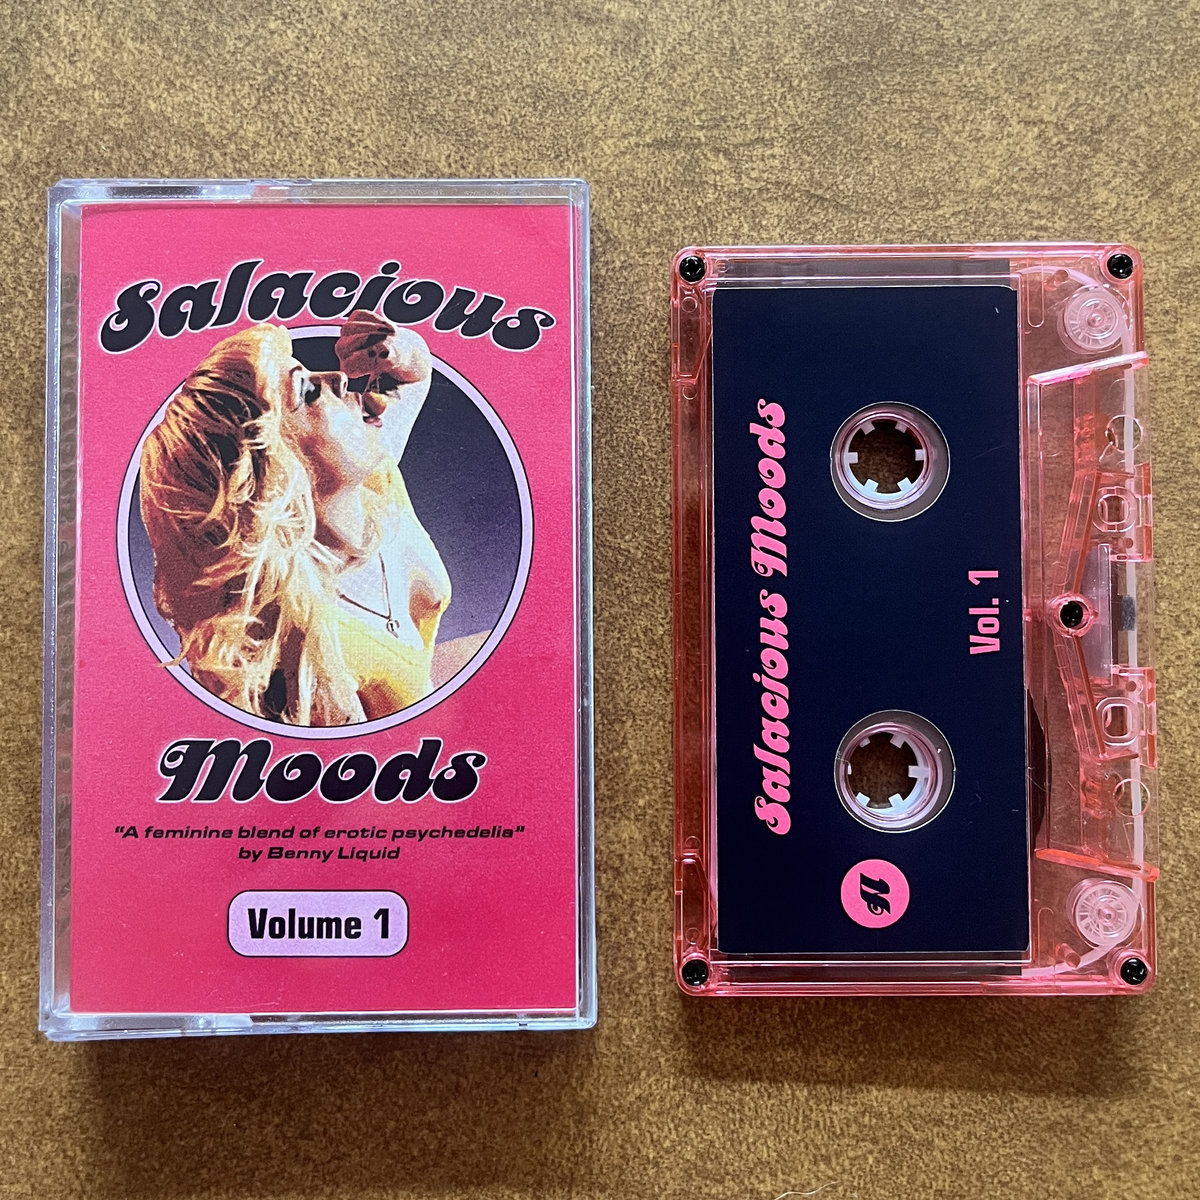 Salacious
Moods
"A feminine blend of erotic psychedelia"
by Benny Liquid
Volume 1
Salacious Moods
Vol. 1